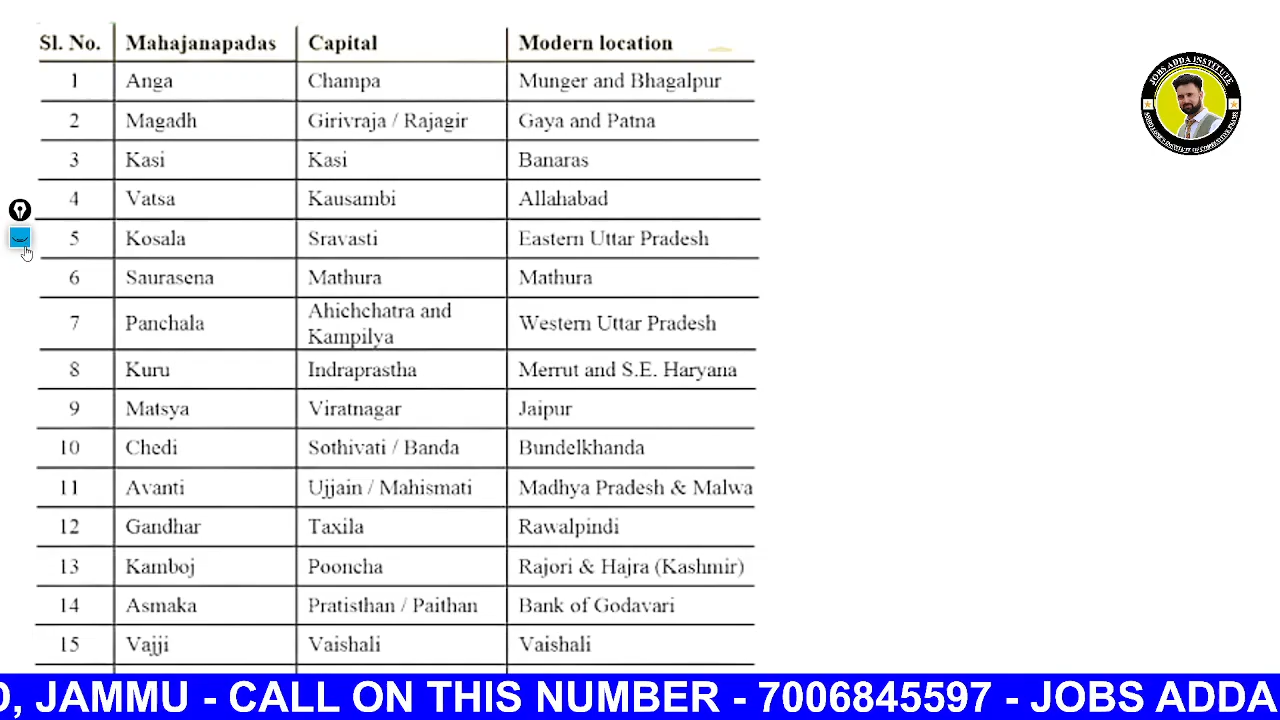 Sl. No. Mahajanapadas Capital Modern location
1 Anga Champa Munger and Bhagalpur
2 Magadh Girivraja / Rajagir Gaya and Patna
3 Kasi Kasi Banaras
4 Vatsa Kausambi Allahabad
5 Kosala Sravasti Eastern Uttar Pradesh
6 Saurasena Mathura Mathura
7 Panchala Ahichchatra and Kampilya Western Uttar Pradesh
8 Kuru Indraprastha Merrut and S.E. Haryana
9 Matsya Viratnagar Jaipur
10 Chedi Sothivati / Banda Bundelkhanda
11 Avanti Ujjain / Mahismati Madhya Pradesh & Malwa
12 Gandhar Taxila Rawalpindi
13 Kamboj Pooncha Rajori & Hajra (Kashmir)
14 Asmaka Pratisthan / Paithan Bank of Godavari
15 Vajji Vaishali Vaishali
JOBS ADDA INSTITUTE
D, JAMMU - CALL ON THIS NUMBER - 7006845597 - JOBS ADDA